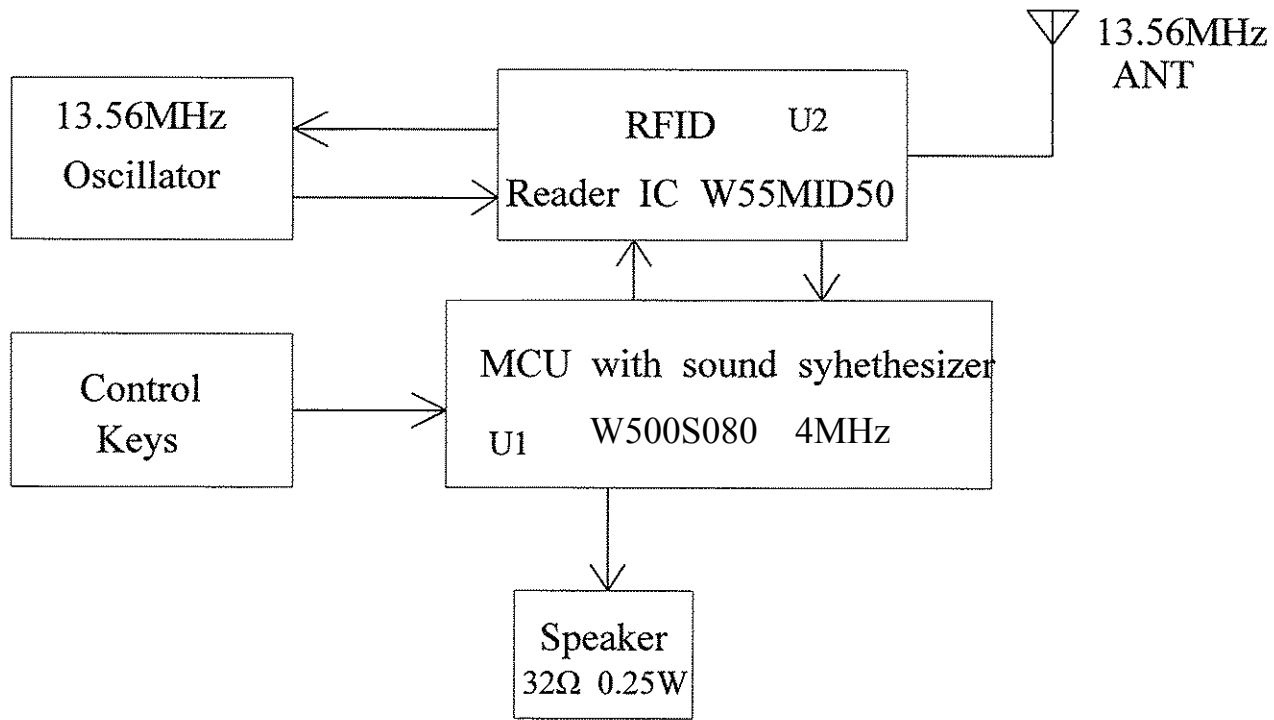 13.56MHz
ANT
13.56MHz
Oscillator
RFID U2
Reader IC W55MID50
Control
Keys
MCU with sound syhethesizer
U1 W500S080 4MHz
Speaker
32Ω 0.25W